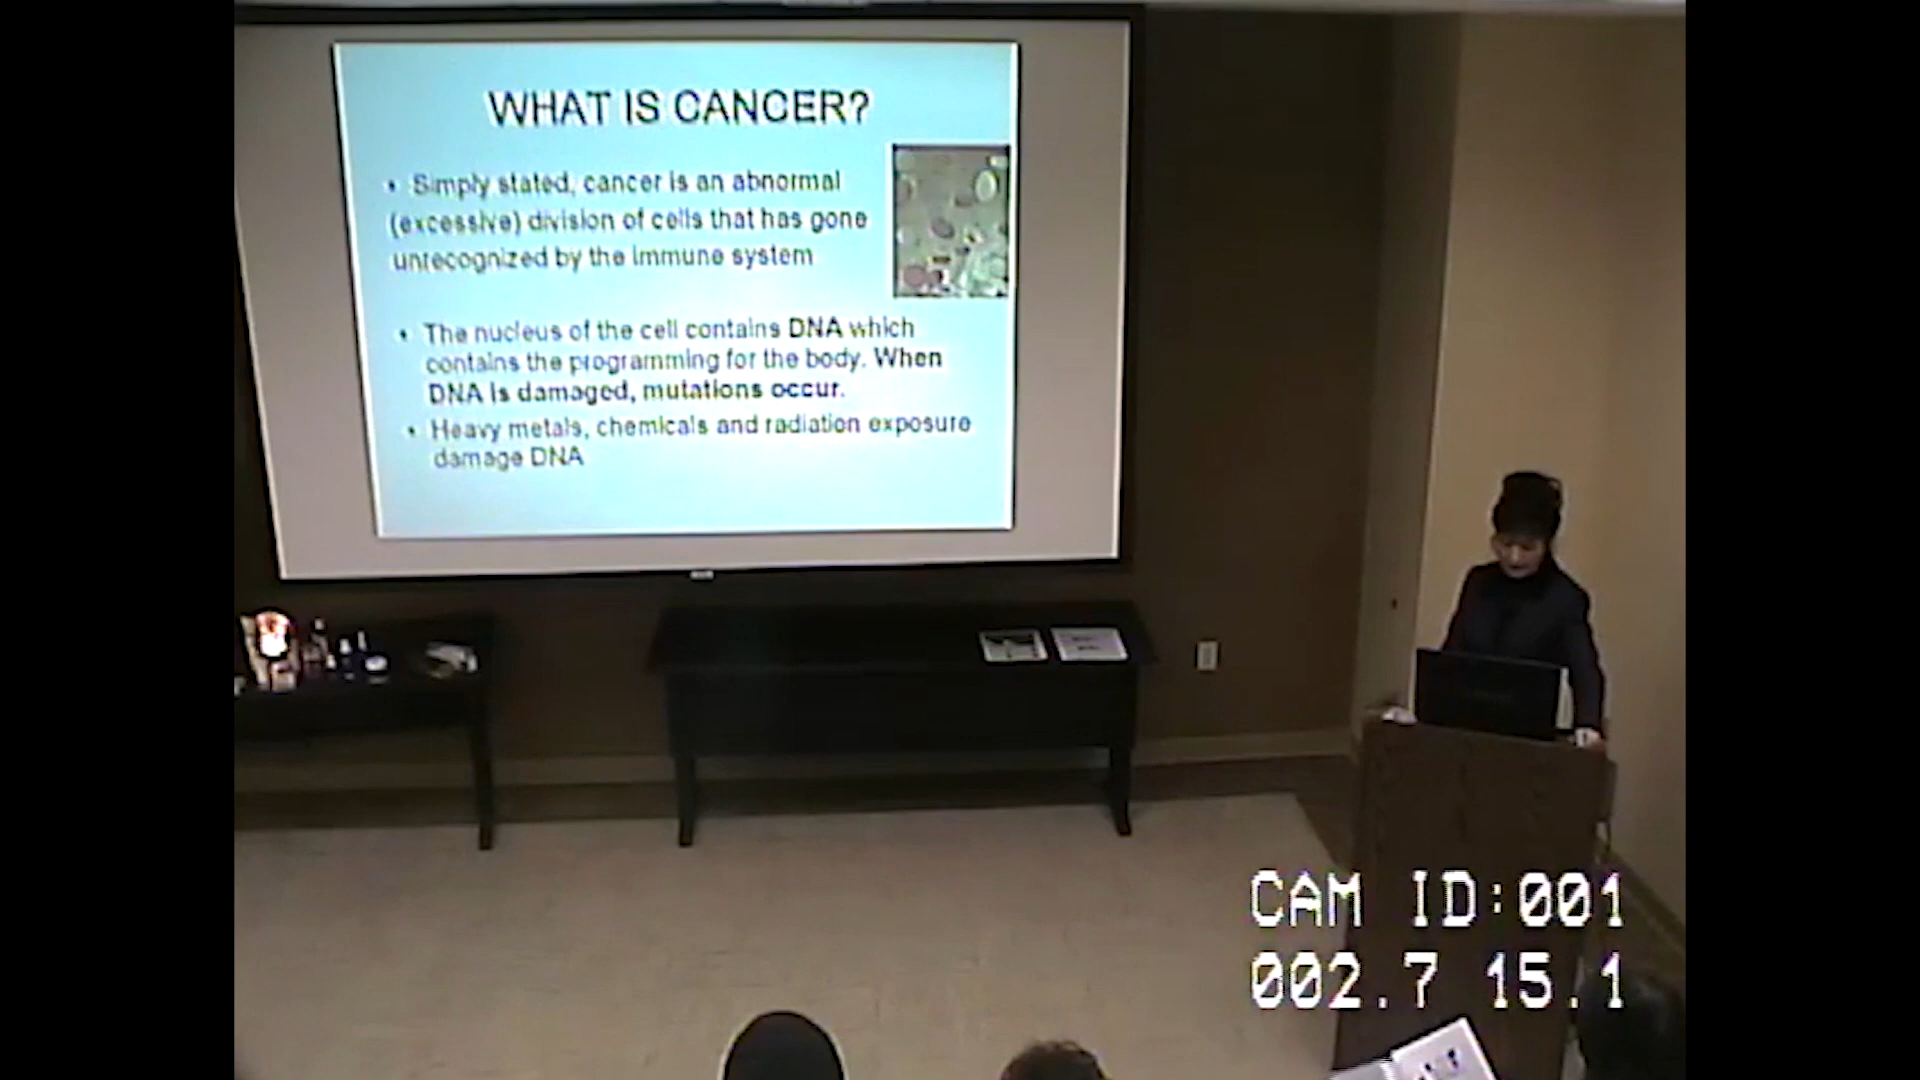 WHAT IS CANCER?
• Simply stated, cancer is an abnormal
(excessive) division of cells that has gone
unrecognized by the immune system
• The nucleus of the cell contains DNA which
contains the programming for the body. When
DNA is damaged, mutations occur.
• Heavy metals, chemicals and radiation exposure
damage DNA
CAM ID:001
002.7 15.1